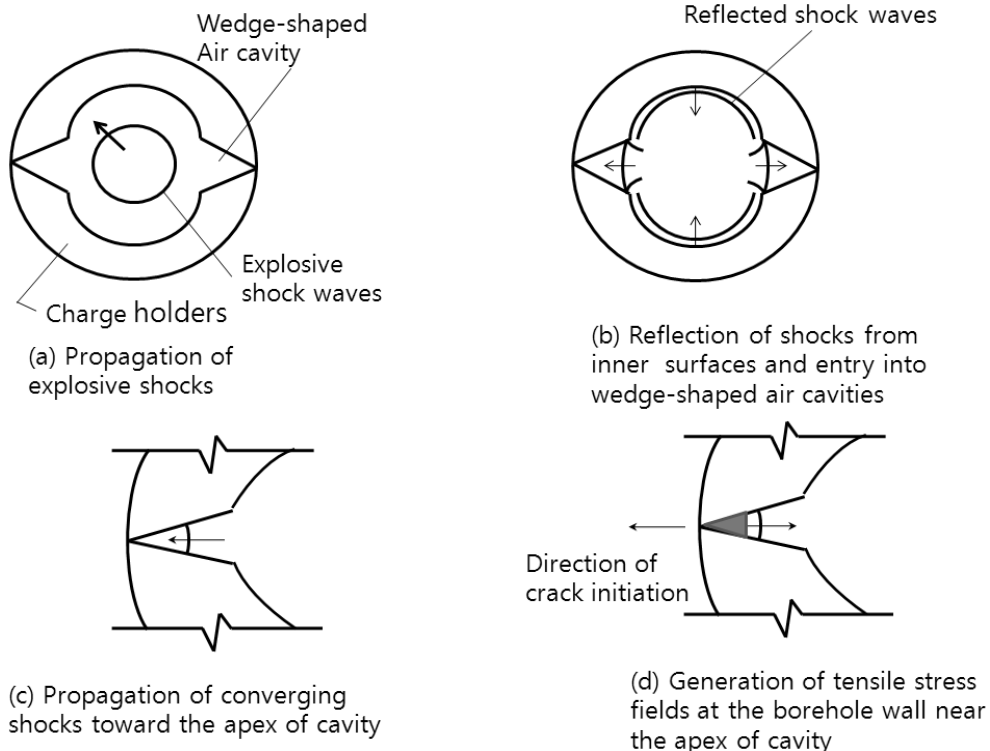 Wedge-shaped
Air cavity
Explosive
shock waves
Charge holders
(a) Propagation of
explosive shocks
Reflected shock waves
(b) Reflection of shocks from
inner surfaces and entry into
wedge-shaped air cavities
(c) Propagation of converging
shocks toward the apex of cavity
Direction of
crack initiation
(d) Generation of tensile stress
fields at the borehole wall near
the apex of cavity